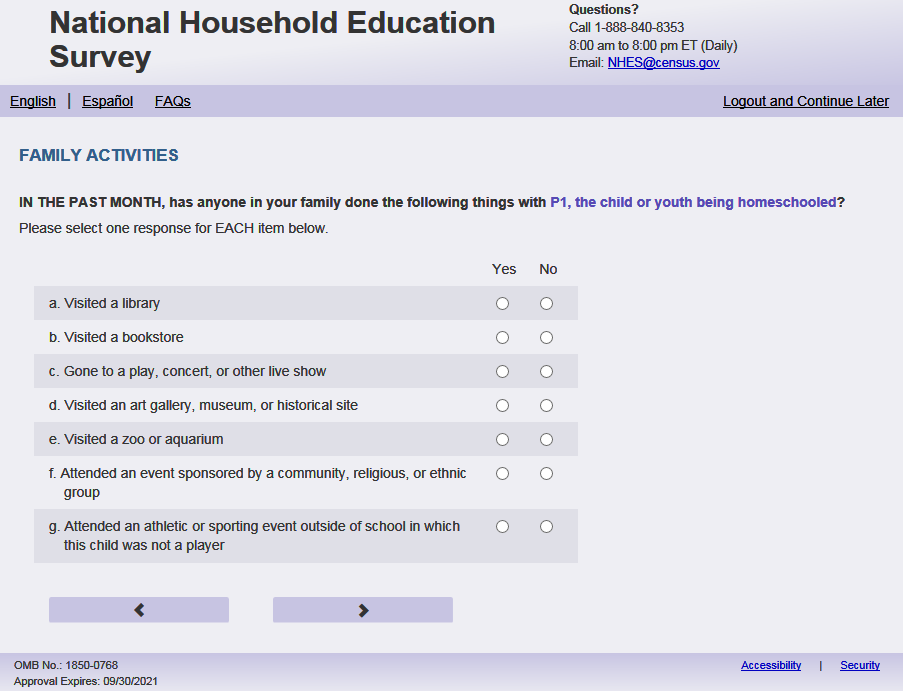 National Household Education
Survey
Questions?
Call 1-888-840-8353
8:00 am to 8:00 pm ET (Daily)
Email: NHES@census.gov
English | Español FAQs Logout and Continue Later
FAMILY ACTIVITIES
IN THE PAST MONTH, has anyone in your family done the following things with P1, the child or youth being homeschooled?
Please select one response for EACH item below.
Yes No
a. Visited a library
b. Visited a bookstore
c. Gone to a play, concert, or other live show
d. Visited an art gallery, museum, or historical site
e. Visited a zoo or aquarium
f. Attended an event sponsored by a community, religious, or ethnic
group
g. Attended an athletic or sporting event outside of school in which
this child was not a player
OMB No.: 1850-0768
Approval Expires: 09/30/2021
Accessibility | Security